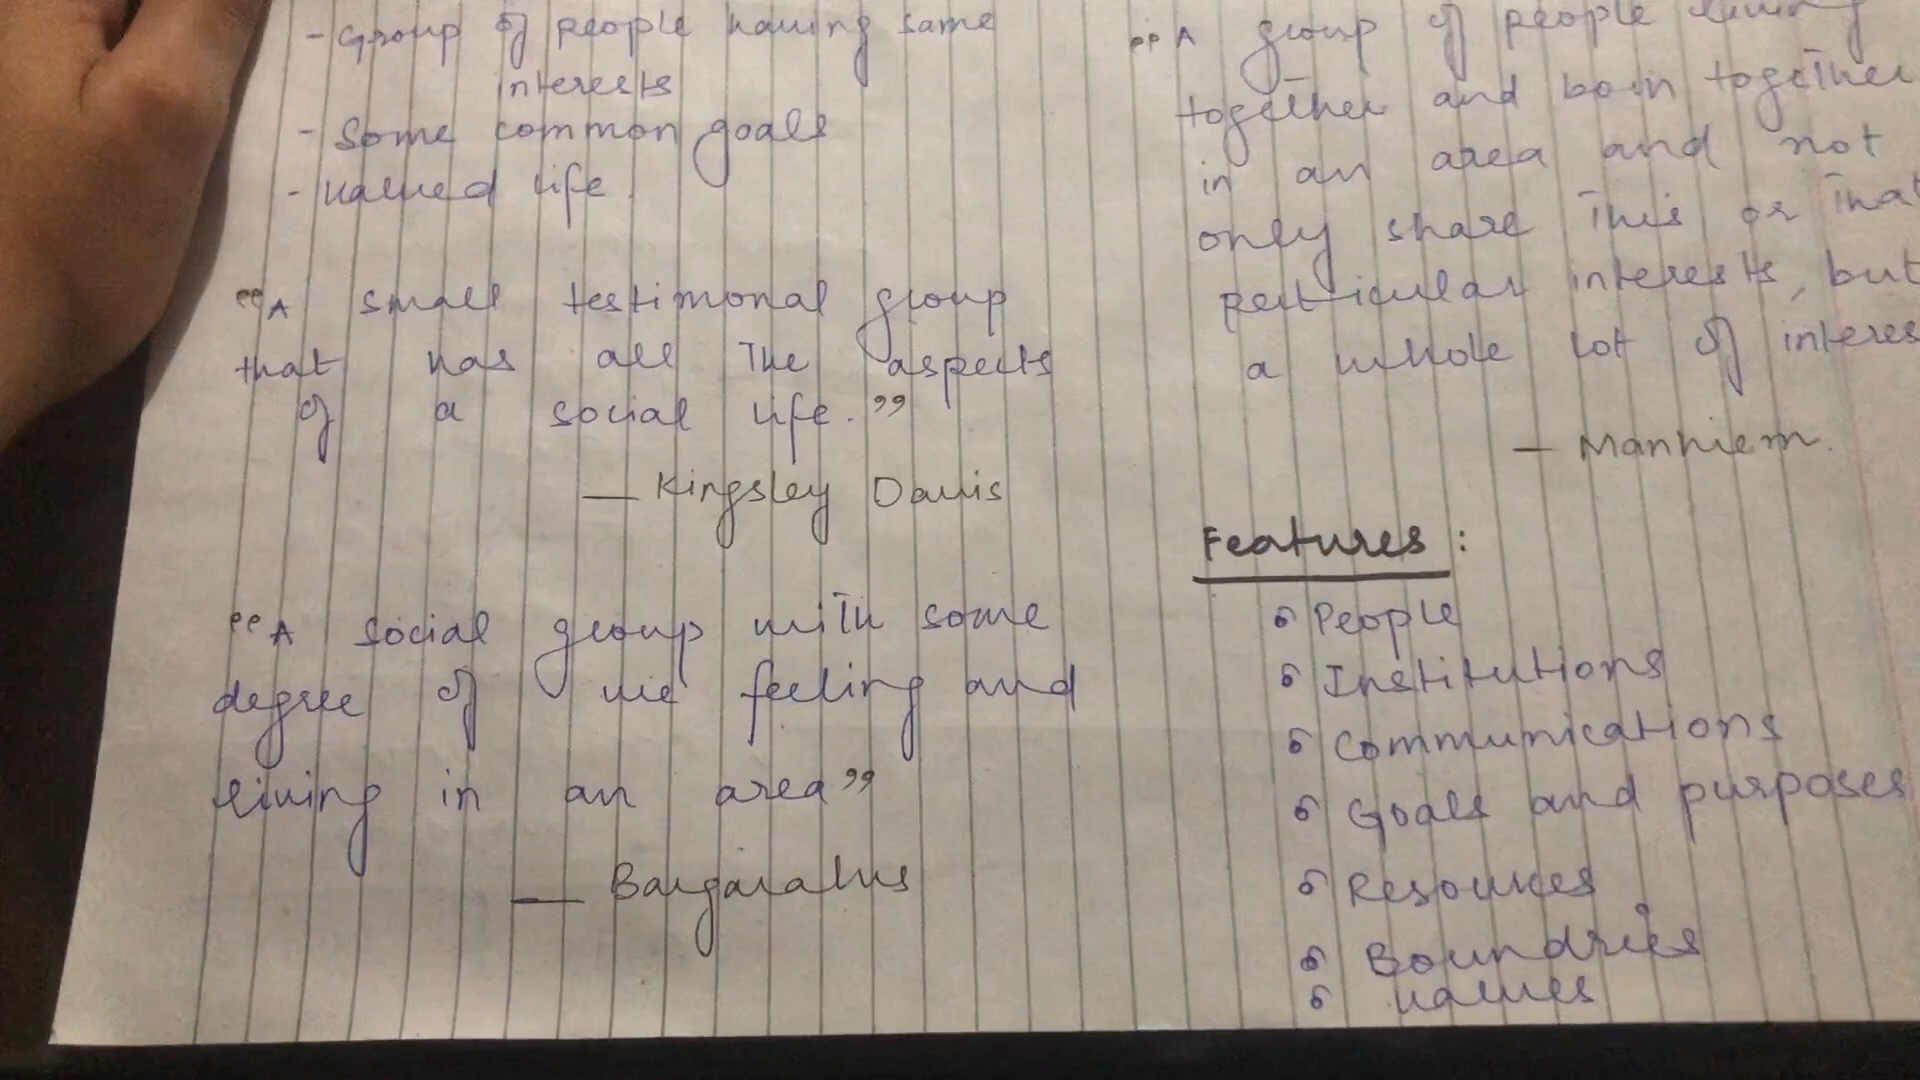 - Group of people having same
interests
- Some common goals
- Valued life.
"A small testimonal group
that has all the aspects
of a social life."
— Kingsley Davis
"A social group with some
degree of we feeling and
living in an area"
— Bargaratus
"A group of people living
together and born together
in an area and not
only share this or that
particular interests, but
a whole lot of interes
— Manniem.
Features :
People
Institutions
Communications
Goals and purposes
Resources
Boundries
Values